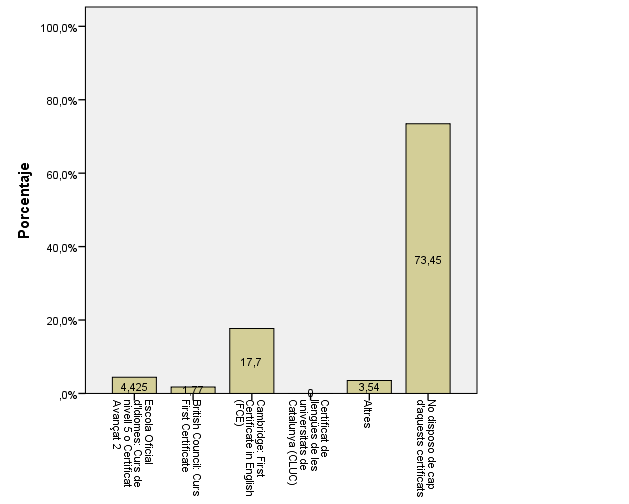 100,0%
80,0%
60,0%
40,0%
20,0%
,0%
Porcentaje
4,425
1,77
17,7
0
3,54
73,45
Escola Oficial
d'Idiomes: Curs de
nivell 5 o Certificat
Avançat 2
British Council: Curs
First Certificate
Cambridge: First
Certificate in English
(FCE)
Certificat de
llengües de les
universitats de
Catalunya (CLUC)
Altres
No disposo de cap
d'aquests certificats